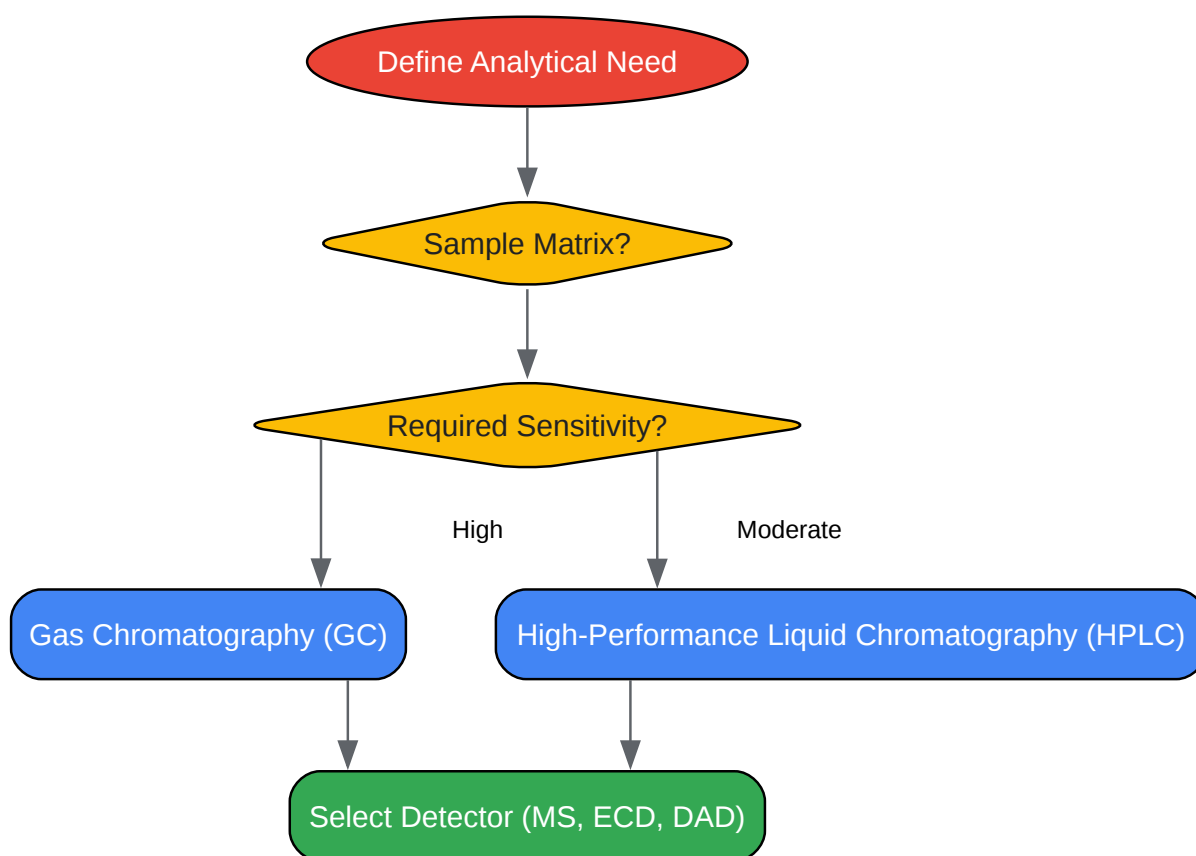 Define Analytical Need
Sample Matrix?
Required Sensitivity?
High
Moderate
Gas Chromatography (GC)
High-Performance Liquid Chromatography (HPLC)
Select Detector (MS, ECD, DAD)